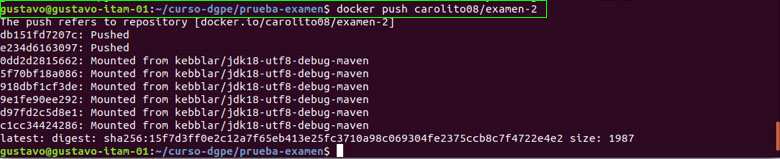 gustavo@gustavo-itam-01:~/curso-dgpe/prueba-examen$ docker push carolito08/examen-2
The push refers to repository [docker.io/carolito08/examen-2]
db151fd7207c: Pushed
e234d6163097: Pushed
0dd2d2815662: Mounted from kebblar/jdk18-utf8-debug-maven
5f70bf18a086: Mounted from kebblar/jdk18-utf8-debug-maven
918dbf1cf3de: Mounted from kebblar/jdk18-utf8-debug-maven
9e1fe90ee292: Mounted from kebblar/jdk18-utf8-debug-maven
d97fd2c5d8e1: Mounted from kebblar/jdk18-utf8-debug-maven
c1cc34424286: Mounted from kebblar/jdk18-utf8-debug-maven
latest: digest: sha256:15f7d3ff0e2c12a7f65eb413e25fc3710a98c069304fe2375ccb8c7f4722e4e2 size: 1987
gustavo@gustavo-itam-01:~/curso-dgpe/prueba-examen$